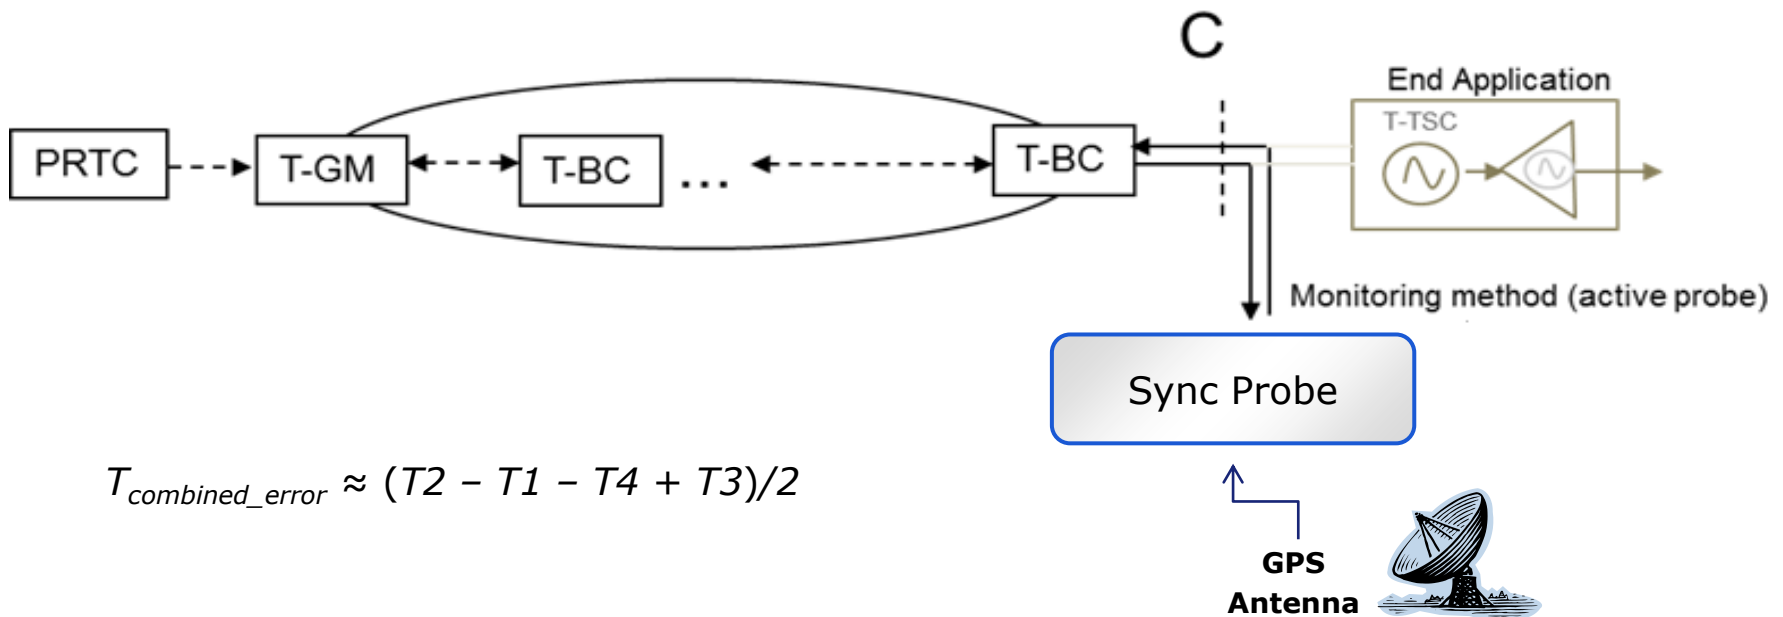 C
End Application
PRTC
T-GM
T-BC
...
T-BC
T-TSC
Monitoring method (active probe)
Sync Probe
T_combined_error ≈ (T2 – T1 – T4 + T3)/2
GPS
Antenna